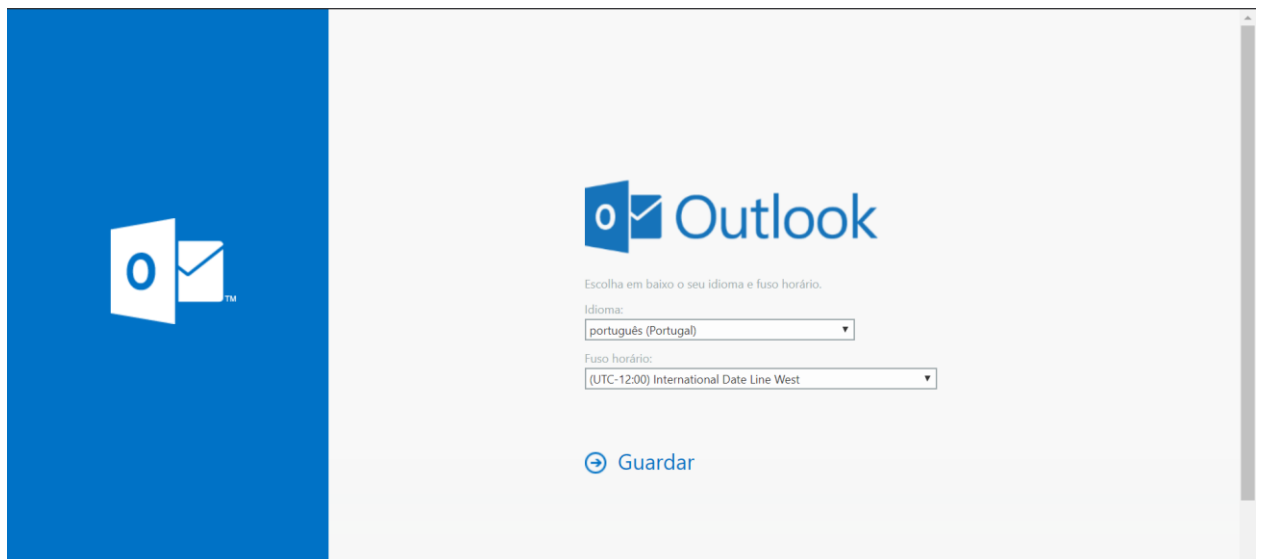 O
TM
O Outlook
Escolha em baixo o seu idioma e fuso horário.
Idioma:
português (Portugal)
Fuso horário:
(UTC-12:00) International Date Line West
Guardar